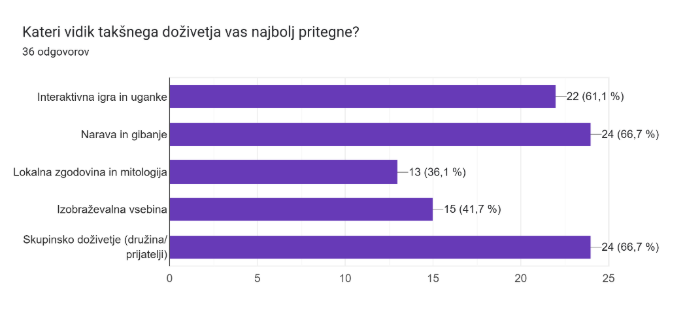 Kateri vidik takšnega doživetja vas najbolj pritegne?
36 odgovorov
Interaktivna igra in uganke
22 (61,1 %)
Narava in gibanje
24 (66,7 %)
Lokalna zgodovina in mitologija
13 (36,1 %)
Izobraževalna vsebina
15 (41,7 %)
Skupinsko doživetje (družina/
prijatelji)
24 (66,7 %)
0 5 10 15 20 25